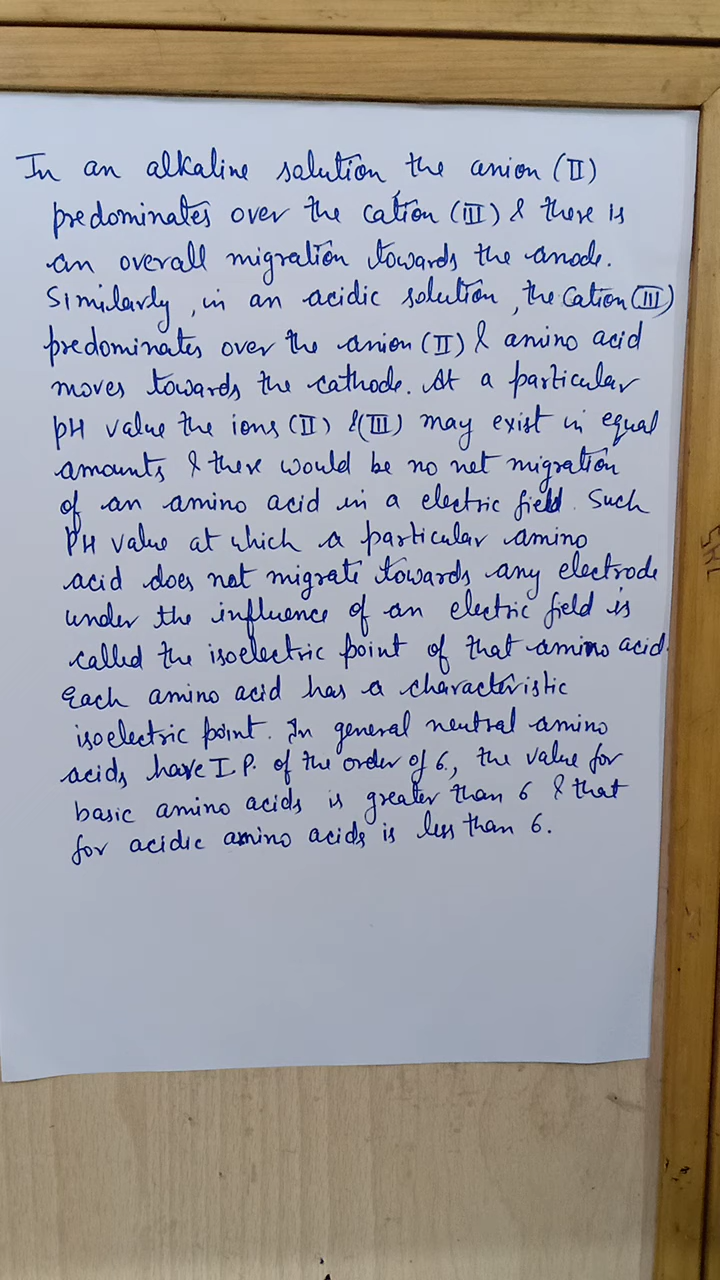 In an alkaline solution the anion (II)
predominates over the cation (III) & there is
an overall migration towards the anode.
Similarly, in an acidic solution, the Cation (III)
predominates over the anion (II) & amino acid
moves towards the cathode. At a particular
pH value the ions (II) & (III) may exist in equal
amounts & there would be no net migration
of an amino acid in a electric field. Such
PH value at which a particular amino
acid does not migrate towards any electrode
under the influence of an electric field is
called the isoelectric point of that amino acid.
Each amino acid has a characteristic
isoelectric point. In general neutral amino
acids have I.P. of the order of 6, the value for
basic amino acids is greater than 6 & that
for acidic amino acids is less than 6.